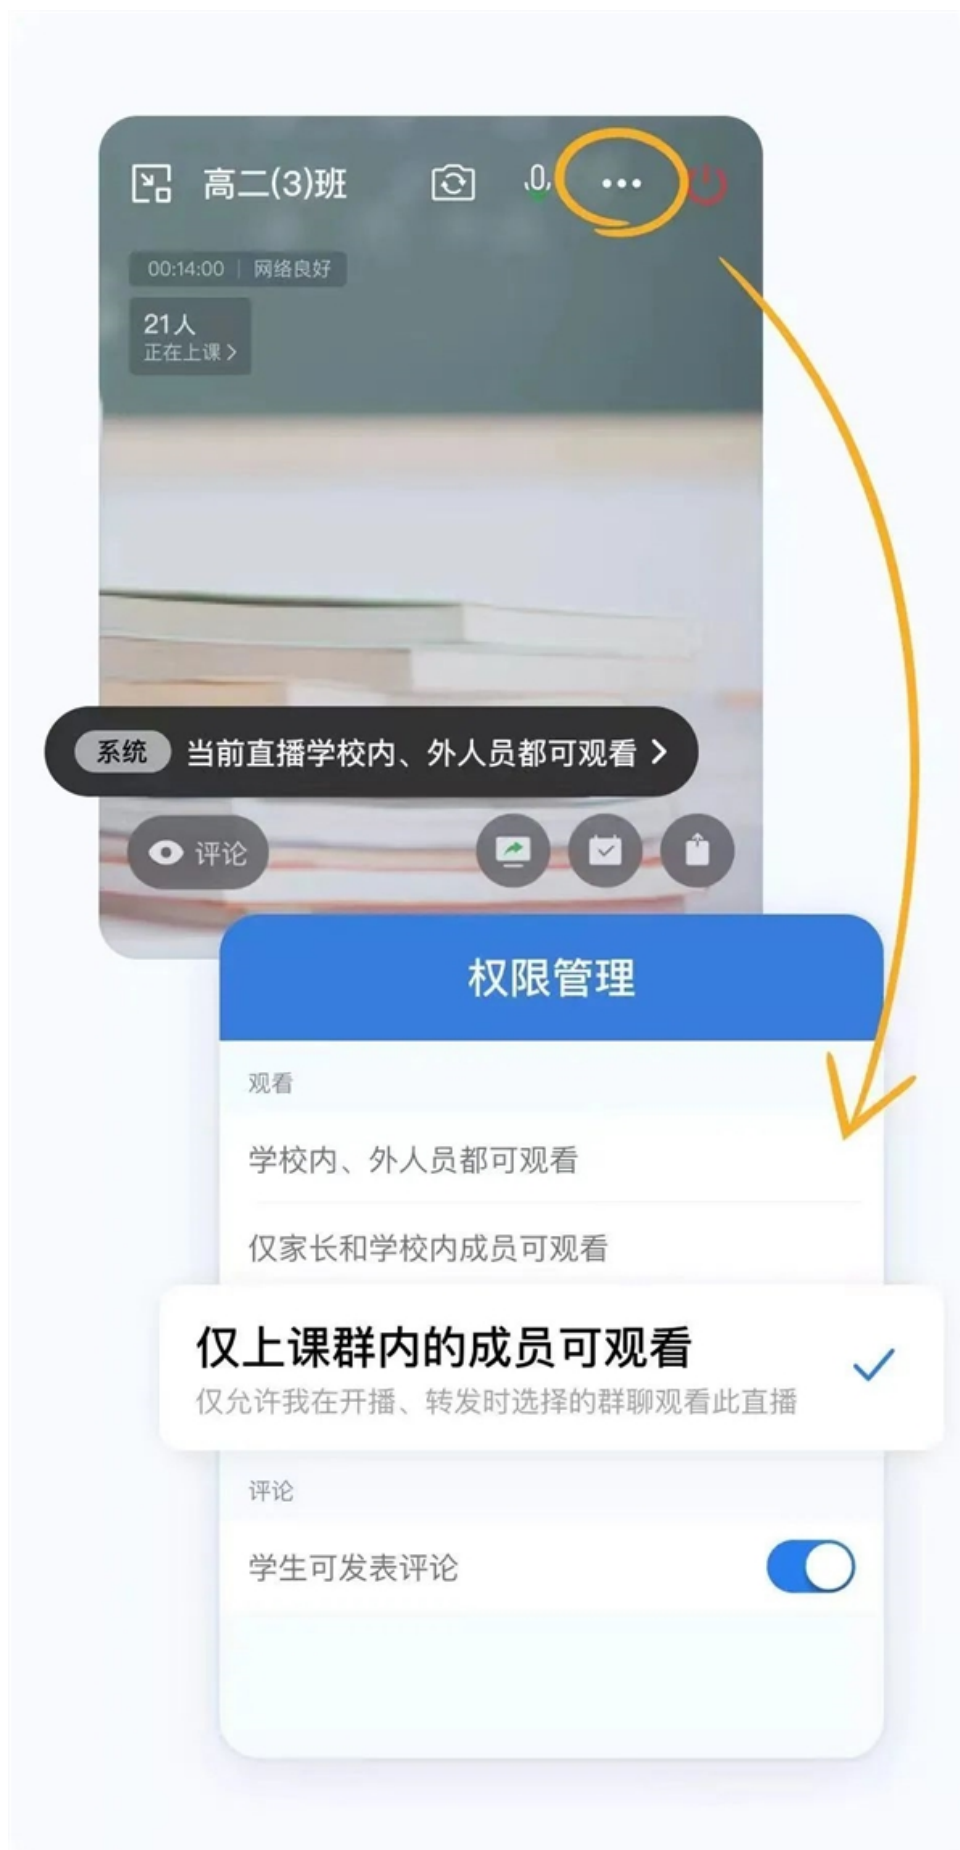 高二(3)班
00:14:00 | 网络良好
21人
正在上课
系统 当前直播学校内、外人员都可观看
评论
权限管理
观看
学校内、外人员都可观看
仅家长和学校内成员可观看
仅上课群内的成员可观看
仅允许我在开播、转发时选择的群聊观看此直播
评论
学生可发表评论